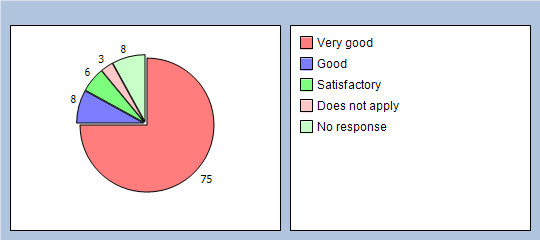 8
3
6
8
75
Very good
Good
Satisfactory
Does not apply
No response